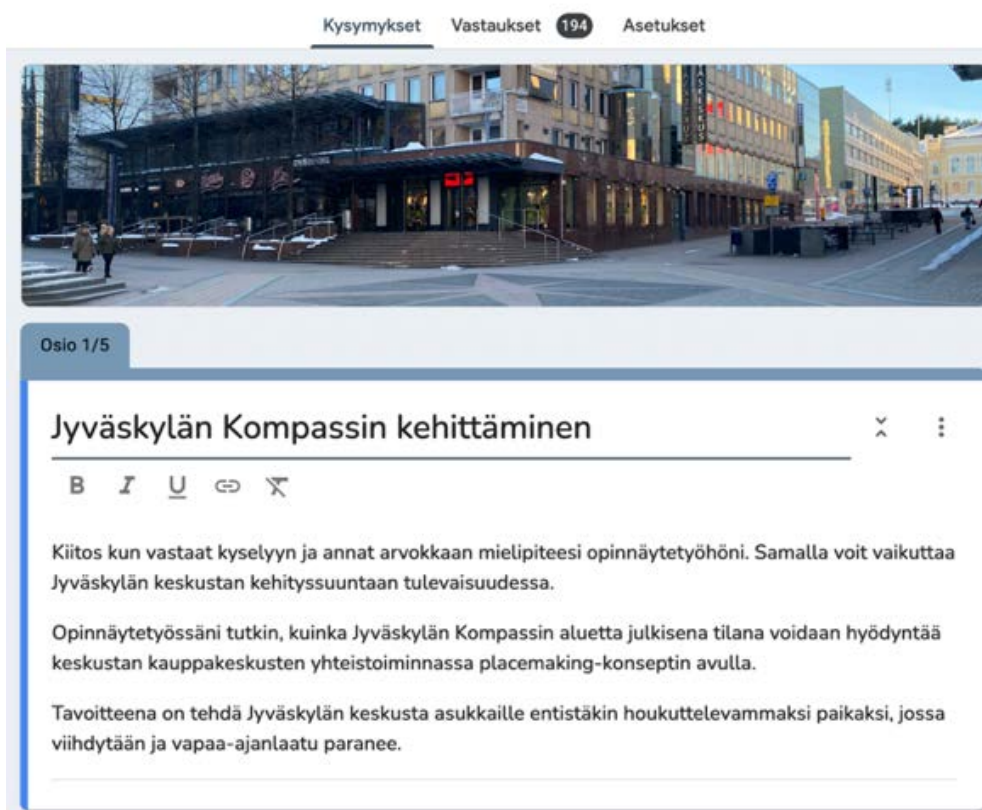 Kysymykset Vastaukset 194 Asetukset
Osio 1/5
Jyväskylän Kompassin kehittäminen
B I U
Kiitos kun vastaat kyselyyn ja annat arvokkaan mielipiteesi opinnäytetyöhöni. Samalla voit vaikuttaa
Jyväskylän keskustan kehityssuuntaan tulevaisuudessa.
Opinnäytetyössäni tutkin, kuinka Jyväskylän Kompassin aluetta julkisena tilana voidaan hyödyntää
keskustan kauppakeskusten yhteistoiminnassa placemaking-konseptin avulla.
Tavoitteena on tehdä Jyväskylän keskusta asukkaille entistäkin houkuttelevammaksi paikaksi, jossa
viihdytään ja vapaa-ajanlaatu paranee.